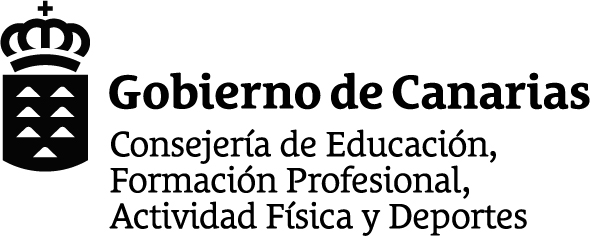 Gobierno de Canarias
Consejería de Educación,
Formación Profesional,
Actividad Física y Deportes